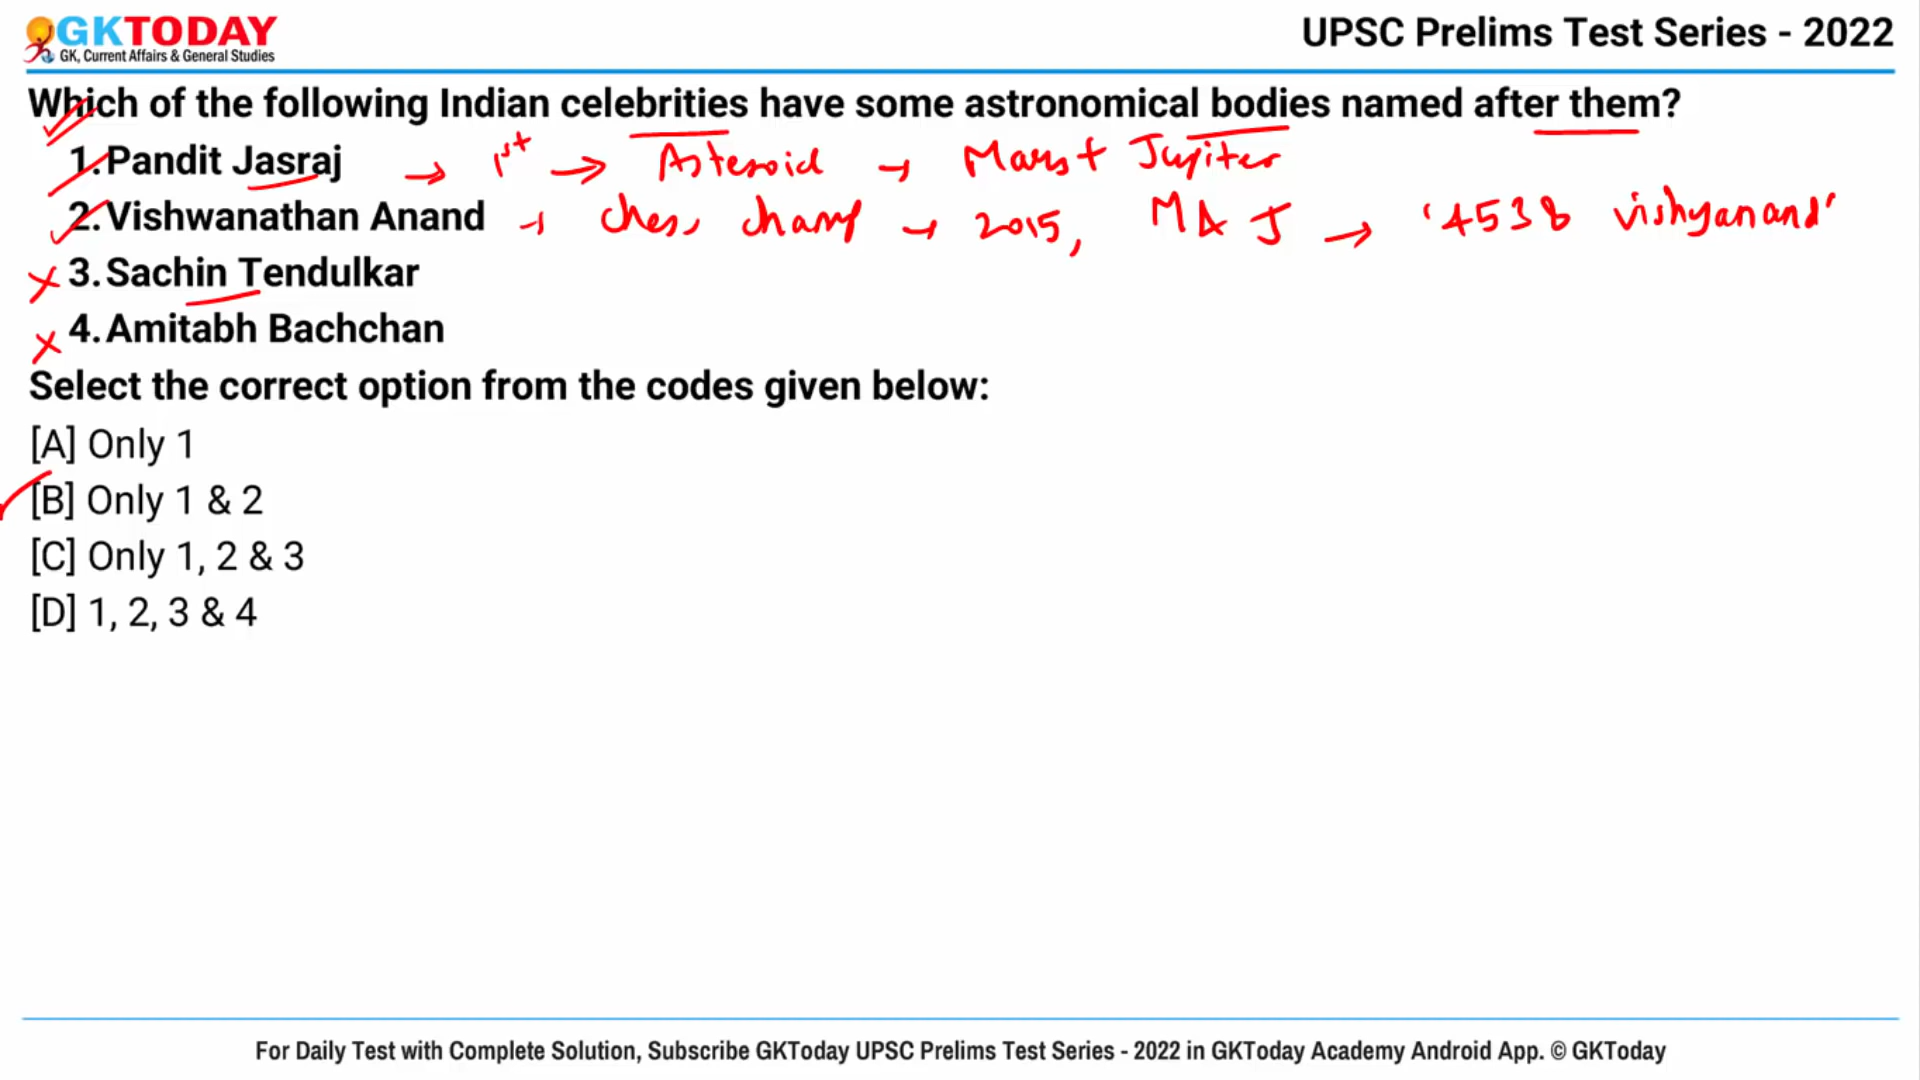 GKTODAY
GK, Current Affairs & General Studies
UPSC Prelims Test Series - 2022
Which of the following Indian celebrities have some astronomical bodies named after them?
1. Pandit Jasraj → 1st → Asteroid → Mars + Jupiter
2. Vishwanathan Anand → chess champ → 2015, M & J → '4538 vishyanand'
3. Sachin Tendulkar
4. Amitabh Bachchan
Select the correct option from the codes given below:
[A] Only 1
[B] Only 1 & 2
[C] Only 1, 2 & 3
[D] 1, 2, 3 & 4
For Daily Test with Complete Solution, Subscribe GKToday UPSC Prelims Test Series - 2022 in GKToday Academy Android App. © GKToday